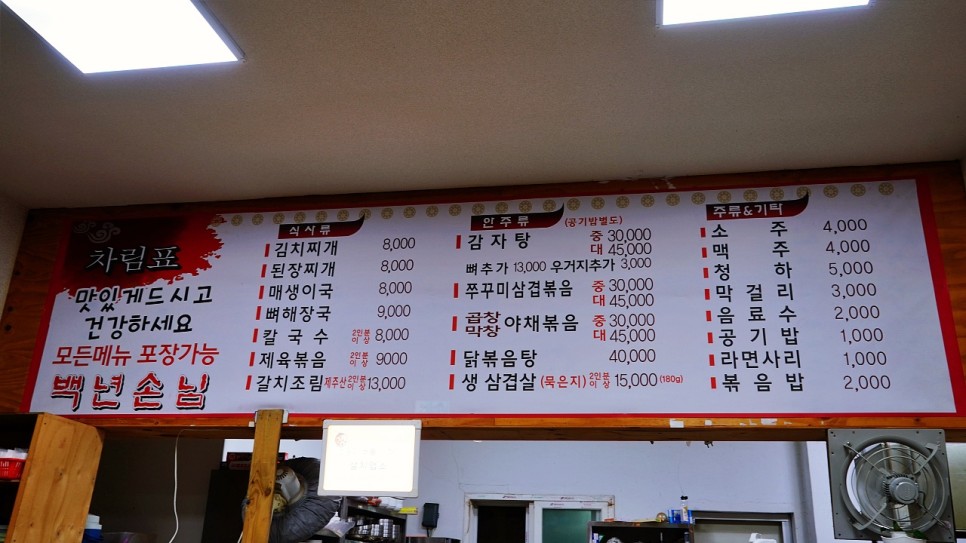 차림표
맛있게드시고
건강하세요
모든메뉴 포장가능
백년손님
식사류
김치찌개 8,000
된장찌개 8,000
매생이국 8,000
뼈해장국 9,000
칼국수 2인분이상 8,000
제육볶음 2인분이상 9000
갈치조림 제주산 2인분이상 13,000
안주류 (공기밥별도)
감자탕 중 30,000
대 45,000
뼈추가 13,000 우거지추가 3,000
쭈꾸미삼겹볶음 중 30,000
대 45,000
곱창 막창 야채볶음 중 30,000
대 45,000
닭볶음탕 40,000
생삼겹살 (묵은지) 2인분이상 15,000 (180g)
주류&기타
소주 4,000
맥주 4,000
청하 5,000
막걸리 3,000
음료수 2,000
공기밥 1,000
라면사리 1,000
볶음밥 2,000